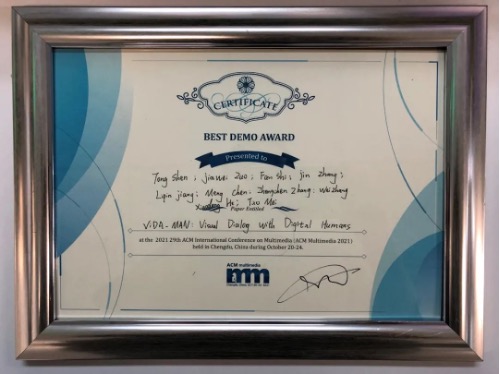 CERTIFICATE
BEST DEMO AWARD
Presented to
Tong Shen; Jiawei Zuo; Fan Shi; Jin Zhang;
Liqin Jiang; Meng Chen; Zhengchen Zhang; Wei Zhang
He; Tao Mei
Paper Entitled
ViDA-MAN: Visual Dialog with Digital Humans
at the 2021 29th ACM International Conference on Multimedia (ACM Multimedia 2021)
held in Chengdu, China during October 20-24.
ACM multimedia
mm